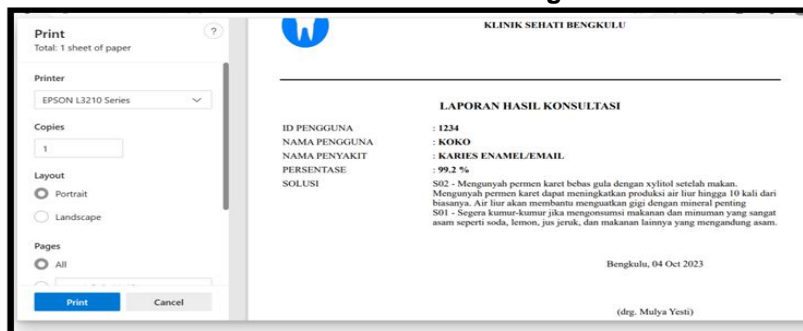 Print
Total: 1 sheet of paper
?
Printer
EPSON L3210 Series
Copies
1
Layout
Portrait
Landscape
Pages
All
Print Cancel
KLINIK SEHATI BENGKULU
LAPORAN HASIL KONSULTASI
ID PENGGUNA : 1234
NAMA PENGGUNA : KOKO
NAMA PENYAKIT : KARIES ENAMEL/EMAIL
PERSENTASE : 99.2 %
SOLUSI S02 - Mengunyah permen karet bebas gula dengan xylitol setelah makan.
Mengunyah permen karet dapat meningkatkan produksi air liur hingga 10 kali dari
biasanya. Air liur akan membantu menguatkan gigi dengan mineral penting
S01 - Segera kumur-kumur jika mengonsumsi makanan dan minuman yang sangat
asam seperti soda, lemon, jus jeruk, dan makanan lainnya yang mengandung asam.
Bengkulu, 04 Oct 2023
(drg. Mulya Yesti)